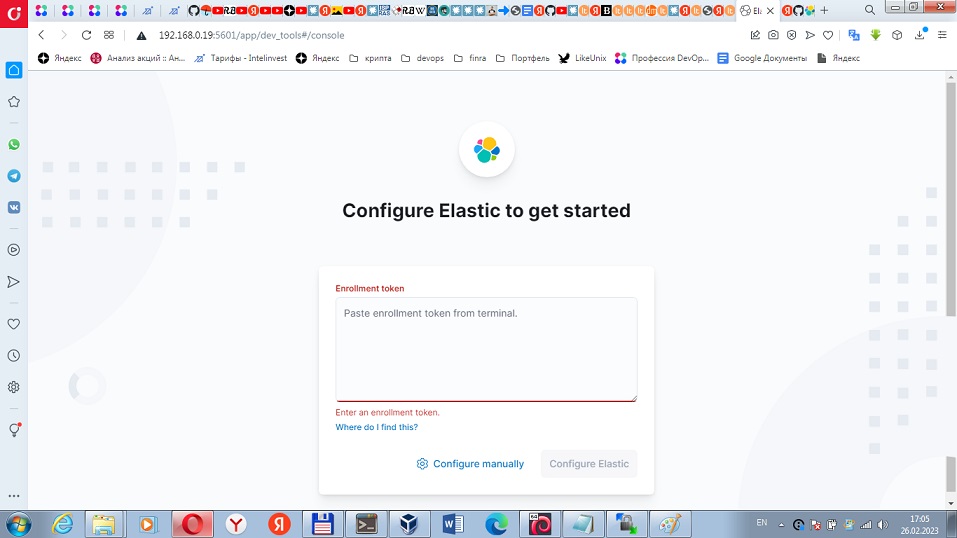 192.168.0.19:5601/app/dev_tools#/console
Яндекс
Анализ акций :: Ан...
Тарифы - Intelinvest
Яндекс
крипта
devops
finra
Портфель
LikeUnix
Профессия DevOp...
Google Документы
Яндекс
Configure Elastic to get started
Enrollment token
Paste enrollment token from terminal.
Enter an enrollment token.
Where do I find this?
Configure manually
Configure Elastic
EN
17:05
26.02.2023